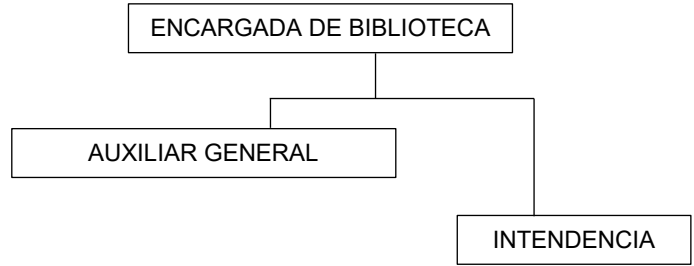 ENCARGADA DE BIBLIOTECA
AUXILIAR GENERAL
INTENDENCIA